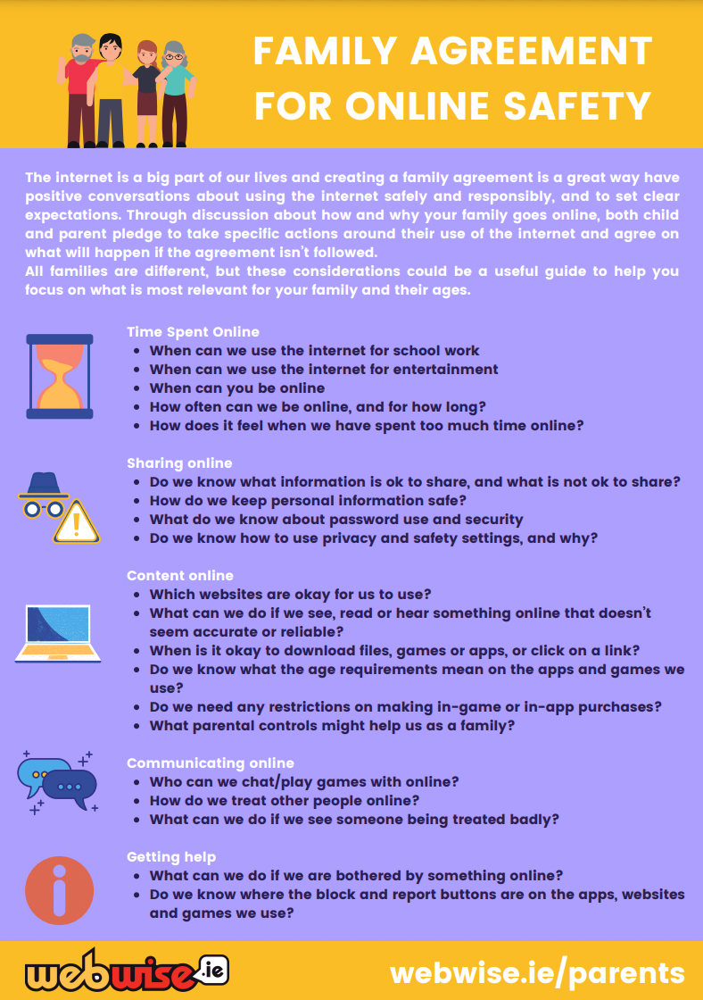 FAMILY AGREEMENT
FOR ONLINE SAFETY
The internet is a big part of our lives and creating a family agreement is a great way have
positive conversations about using the internet safely and responsibly, and to set clear
expectations. Through discussion about how and why your family goes online, both child
and parent pledge to take specific actions around their use of the internet and agree on
what will happen if the agreement isn't followed.
All families are different, but these considerations could be a useful guide to help you
focus on what is most relevant for your family and their ages.
Time Spent Online
• When can we use the internet for school work
• When can we use the internet for entertainment
• When can you be online
• How often can we be online, and for how long?
• How does it feel when we have spent too much time online?
Sharing online
• Do we know what information is ok to share, and what is not ok to share?
• How do we keep personal information safe?
• What do we know about password use and security
• Do we know how to use privacy and safety settings, and why?
Content online
• Which websites are okay for us to use?
• What can we do if we see, read or hear something online that doesn't
seem accurate or reliable?
• When is it okay to download files, games or apps, or click on a link?
• Do we know what the age requirements mean on the apps and games we
use?
• Do we need any restrictions on making in-game or in-app purchases?
• What parental controls might help us as a family?
Communicating online
• Who can we chat/play games with online?
• How do we treat other people online?
• What can we do if we see someone being treated badly?
Getting help
• What can we do if we are bothered by something online?
• Do we know where the block and report buttons are on the apps, websites
and games we use?
webwise.ie
webwise.ie/parents